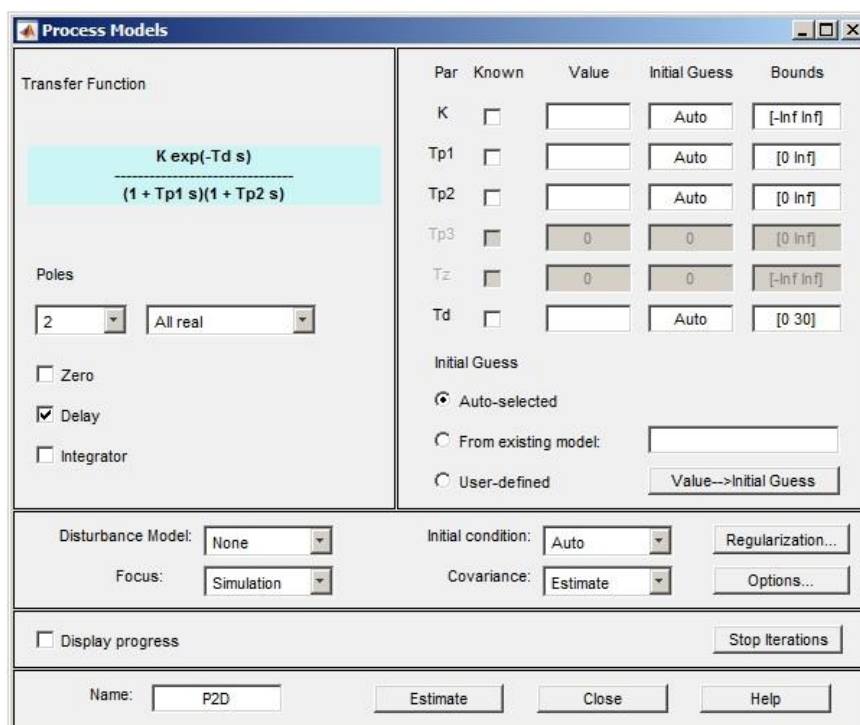 Process Models
Transfer Function
K exp(-Td s)
-------------------------------
(1 + Tp1 s)(1 + Tp2 s)
Poles
2 All real
Zero
Delay
Integrator
Par Known Value Initial Guess Bounds
K Auto [-Inf Inf]
Tp1 Auto [0 Inf]
Tp2 Auto [0 Inf]
Tp3 0 0 [0 Inf]
Tz 0 0 [-Inf Inf]
Td Auto [0 30]
Initial Guess
Auto-selected
From existing model:
User-defined Value-->Initial Guess
Disturbance Model: None Initial condition: Auto Regularization...
Focus: Simulation Covariance: Estimate Options...
Display progress Stop Iterations
Name: P2D Estimate Close Help